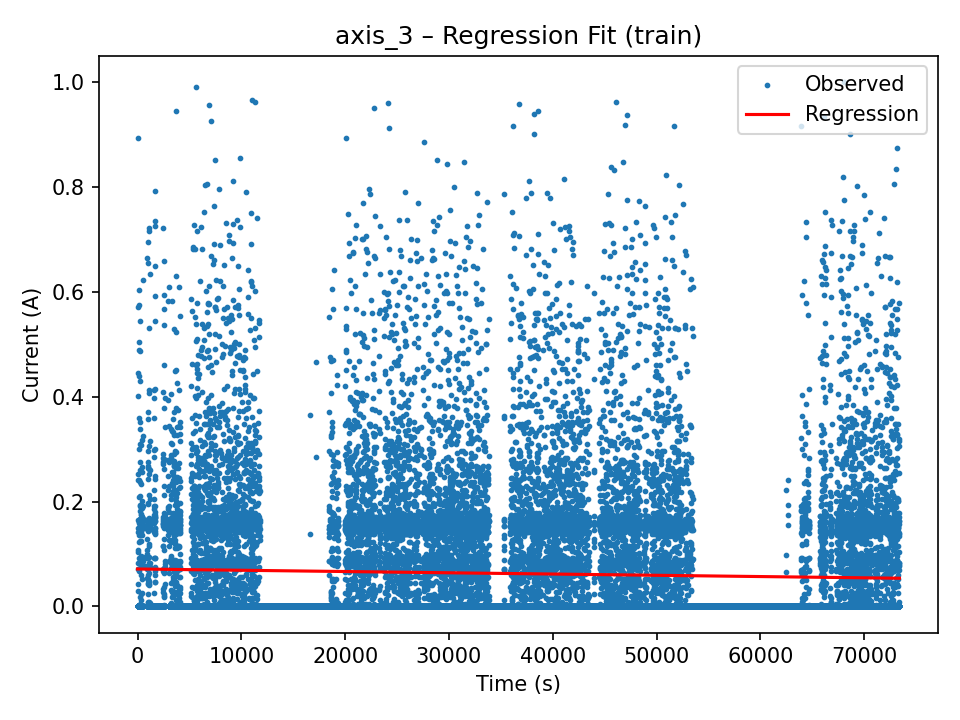 axis_3 – Regression Fit (train)
Observed
Regression
Current (A)
1.0
0.8
0.6
0.4
0.2
0.0
0 10000 20000 30000 40000 50000 60000 70000
Time (s)